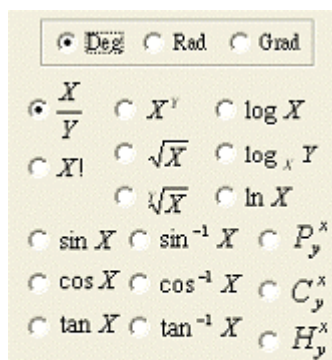 Deg Rad Grad
X/Y X^Y log X
X! √X log_X Y
^Y√X ln X
sin X sin⁻¹ X P_y^x
cos X cos⁻¹ X C_y^x
tan X tan⁻¹ X H_y^x